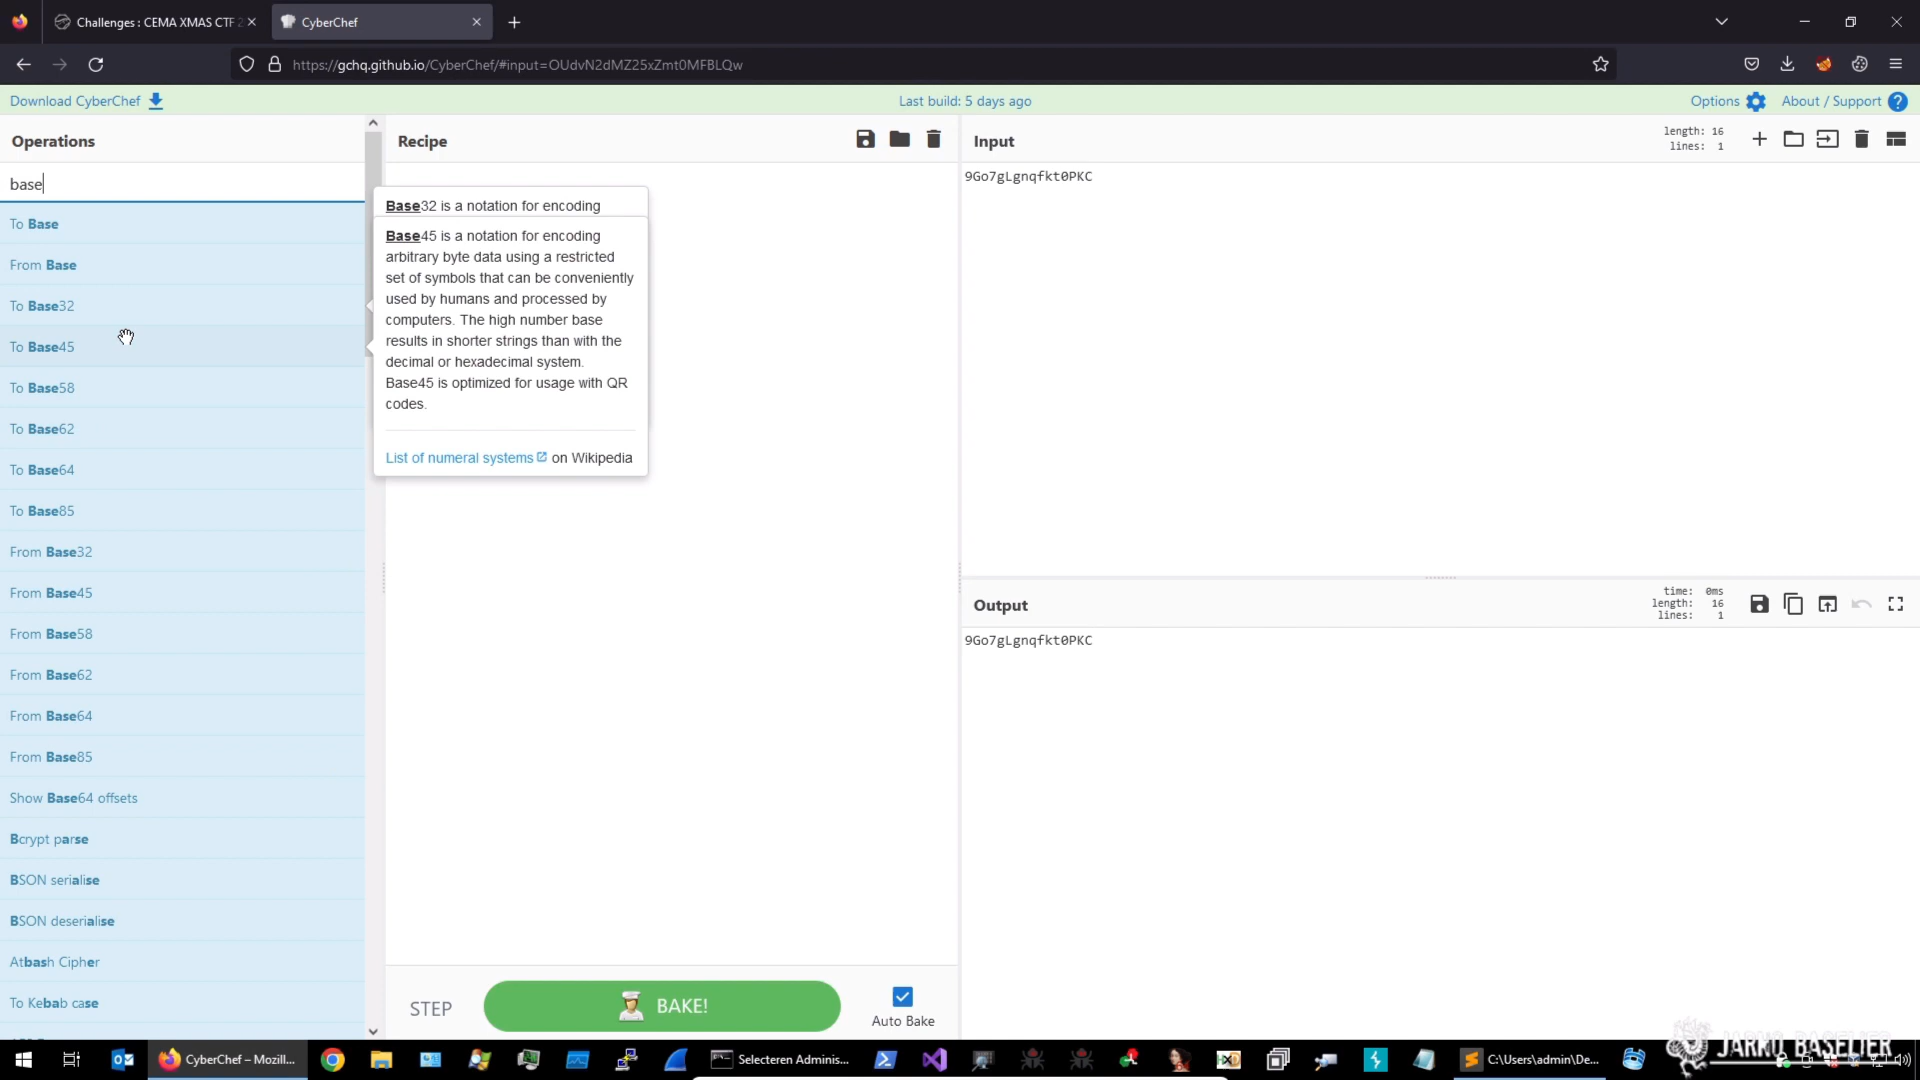 Challenges : CEMA XMAS CTF 2
CyberChef
https://gchq.github.io/CyberChef/#input=OUdvN2dMZ25xZmt0MFBLQw
Download CyberChef
Last build: 5 days ago
Options
About / Support
Operations
base
To Base
From Base
To Base32
To Base45
To Base58
To Base62
To Base64
To Base85
From Base32
From Base45
From Base58
From Base62
From Base64
From Base85
Show Base64 offsets
Bcrypt parse
BSON serialise
BSON deserialise
Atbash Cipher
To Kebab case
Recipe
Base32 is a notation for encoding
Base45 is a notation for encoding
arbitrary byte data using a restricted
set of symbols that can be conveniently
used by humans and processed by
computers. The high number base
results in shorter strings than with the
decimal or hexadecimal system.
Base45 is optimized for usage with QR
codes.
List of numeral systems on Wikipedia
STEP
BAKE!
Auto Bake
Input
length: 16
lines: 1
9Go7gLgnqfkt0PKC
Output
time: 0ms
length: 16
lines: 1
9Go7gLgnqfkt0PKC
CyberChef – Mozill...
Selecteren Adminis...
C:\Users\admin\De...
JARNO BASELIER